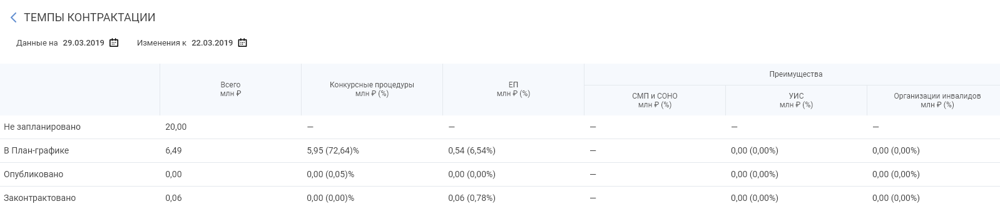 ТЕМПЫ КОНТРАКТАЦИИ
Данные на 29.03.2019 Изменения к 22.03.2019
Преимущества
Всего Конкурсные процедуры ЕП
млн ₽ млн ₽ (%) млн ₽ (%)
СМП и СОНО УИС Организации инвалидов
млн ₽ (%) млн ₽ (%) млн ₽ (%)
Не запланировано 20,00 — — — — —
В План-графике 6,49 5,95 (72,64)% 0,54 (6,54%) — 0,00 (0,00%) 0,00 (0,00%)
Опубликовано 0,00 0,00 (0,05)% 0,00 (0,00%) — 0,00 (0,00%) 0,00 (0,00%)
Законтрактовано 0,06 0,00 (0,00)% 0,06 (0,78%) — 0,00 (0,00%) 0,00 (0,00%)